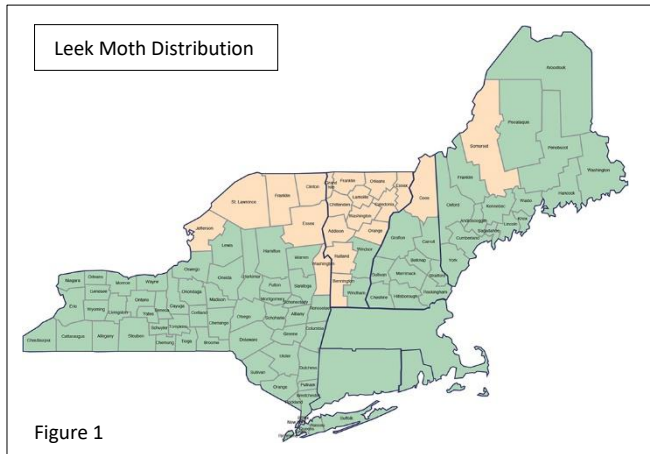 Leek Moth Distribution
Aroostook
Somerset
Piscataquis
Penobscot
Washington
Hancock
Franklin
Oxford
Kennebec
Waldo
Knox
Lincoln
Androscoggin
Sagadahoc
Cumberland
York
Coos
Grafton
Carroll
Belknap
Sullivan
Merrimack
Strafford
Cheshire
Hillsborough
Rockingham
Franklin
Orleans
Essex
Lamoille
Chittenden
Caledonia
Washington
Addison
Orange
Rutland
Windsor
Bennington
Windham
Clinton
Franklin
St. Lawrence
Essex
Jefferson
Lewis
Hamilton
Warren
Washington
Oswego
Oneida
Herkimer
Fulton
Saratoga
Niagara
Orleans
Monroe
Wayne
Genesee
Ontario
Cayuga
Onondaga
Madison
Montgomery
Schenectady
Rensselaer
Erie
Wyoming
Livingston
Yates
Seneca
Cortland
Chenango
Otsego
Schoharie
Albany
Schuyler
Tompkins
Chautauqua
Cattaraugus
Allegany
Steuben
Chemung
Tioga
Broome
Delaware
Greene
Columbia
Ulster
Dutchess
Sullivan
Orange
Putnam
Westchester
Rockland
Suffolk
Figure 1